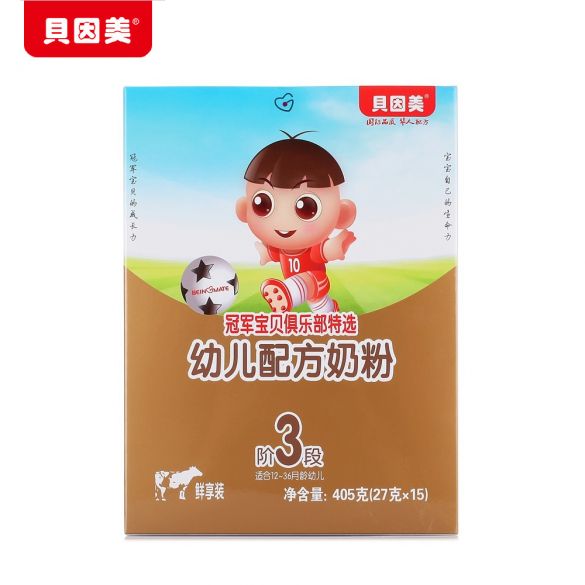 貝因美®
貝因美®
国际品质 华人配方
冠军宝贝的成长力
宝宝自己的生命力
10
BEINGMATE
冠军宝贝俱乐部特选
幼儿配方奶粉
阶3段
适合12-36月龄幼儿
鲜享装
净含量: 405克(27克×15)